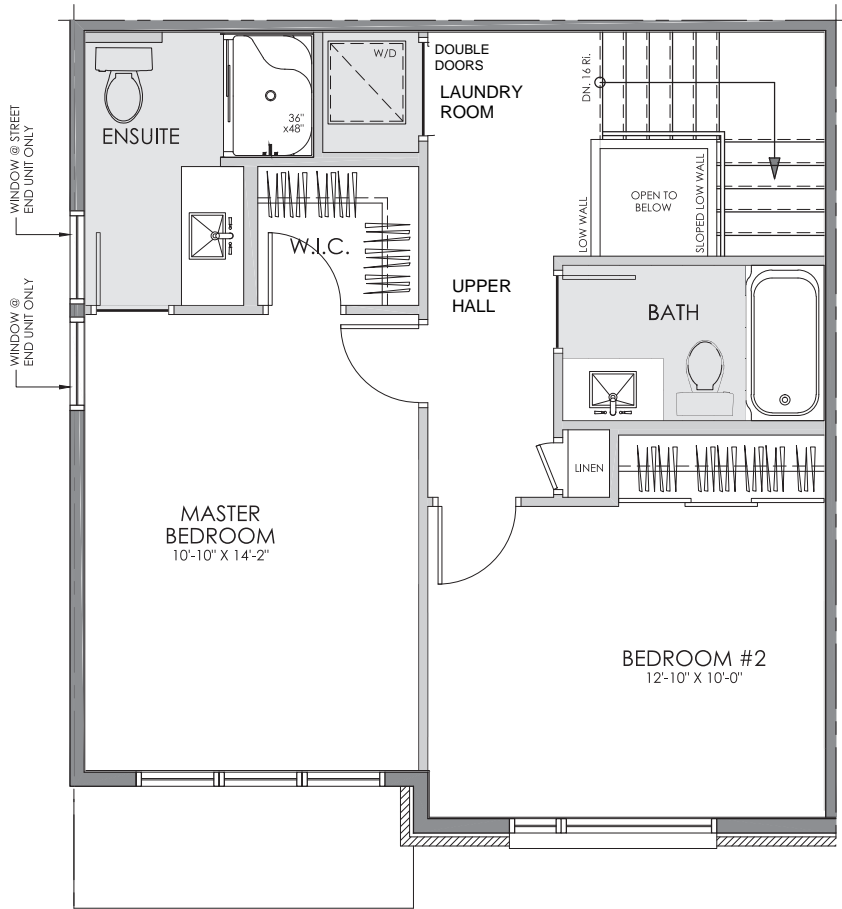 W/D
DOUBLE
DOORS
LAUNDRY
ROOM
DN. 16 Ri.
36"
x48"
ENSUITE
WINDOW @ STREET
END UNIT ONLY
OPEN TO
BELOW
LOW WALL
SLOPED LOW WALL
W.I.C.
UPPER
HALL
BATH
WINDOW @
END UNIT ONLY
LINEN
MASTER
BEDROOM
10'-10" X 14'-2"
BEDROOM #2
12'-10" X 10'-0"